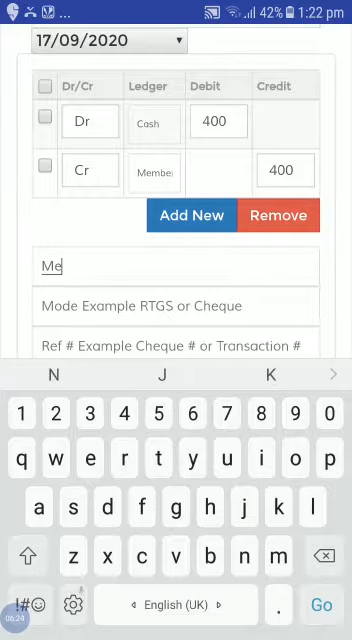 42% 1:22 pm
17/09/2020
Dr/Cr Ledger Debit Credit
Dr Cash 400
Cr Membe 400
Add New Remove
Me
Mode Example RTGS or Cheque
Ref # Example Cheque # or Transaction #
N J K
1 2 3 4 5 6 7 8 9 0
q w e r t y u i o p
a s d f g h j k l
z x c v b n m
!#☺ English (UK) . Go
06:24